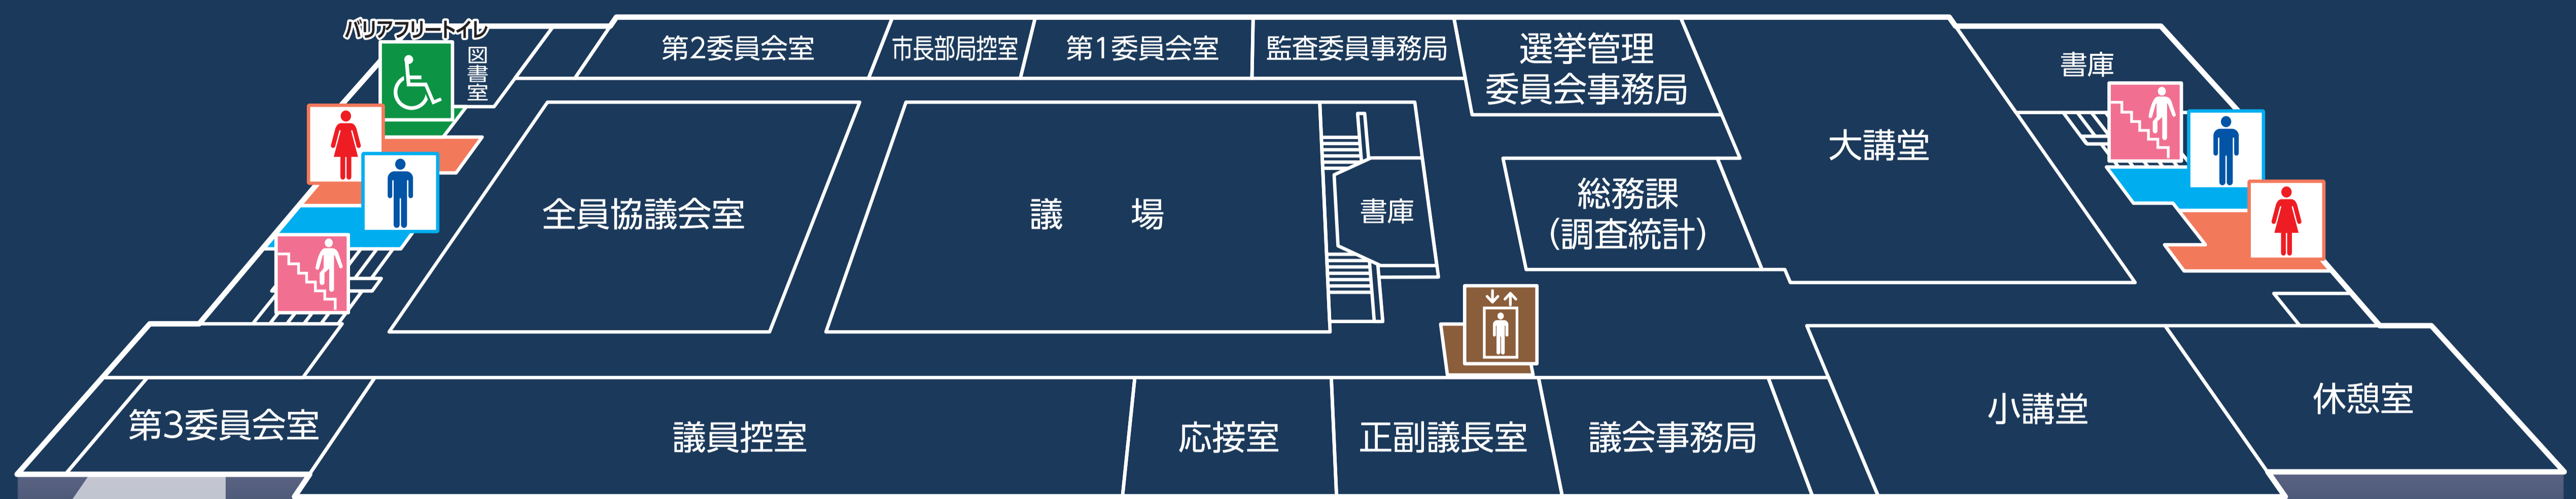 バリアフリートイレ
図書室
第2委員会室
市長部局控室
第1委員会室
監査委員事務局
選挙管理
委員会事務局
大講堂
書庫
全員協議会室
議　場
書庫
総務課
(調査統計)
第3委員会室
議員控室
応接室
正副議長室
議会事務局
小講堂
休憩室